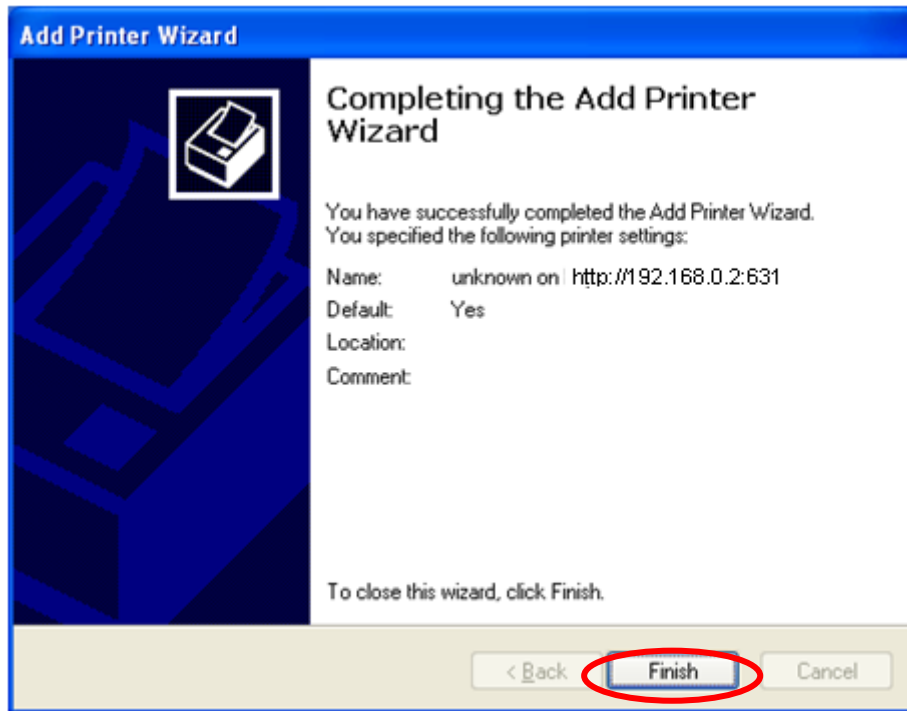 Add Printer Wizard
Completing the Add Printer
Wizard
You have successfully completed the Add Printer Wizard.
You specified the following printer settings:
Name: unknown on http://192.168.0.2:631
Default: Yes
Location:
Comment:
To close this wizard, click Finish.
< Back Finish Cancel